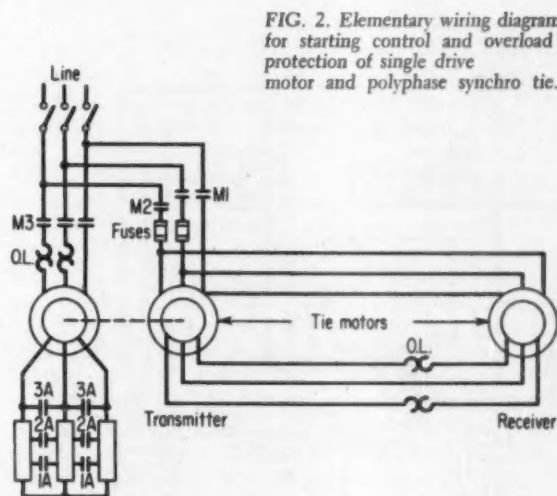 FIG. 2. Elementary wiring diagram
for starting control and overload
protection of single drive
motor and polyphase synchro tie.
Line
M1
M2
M3
Fuses
O.L.
Tie motors
O.L.
3A 3A
Transmitter
Receiver
2A 2A
1A 1A